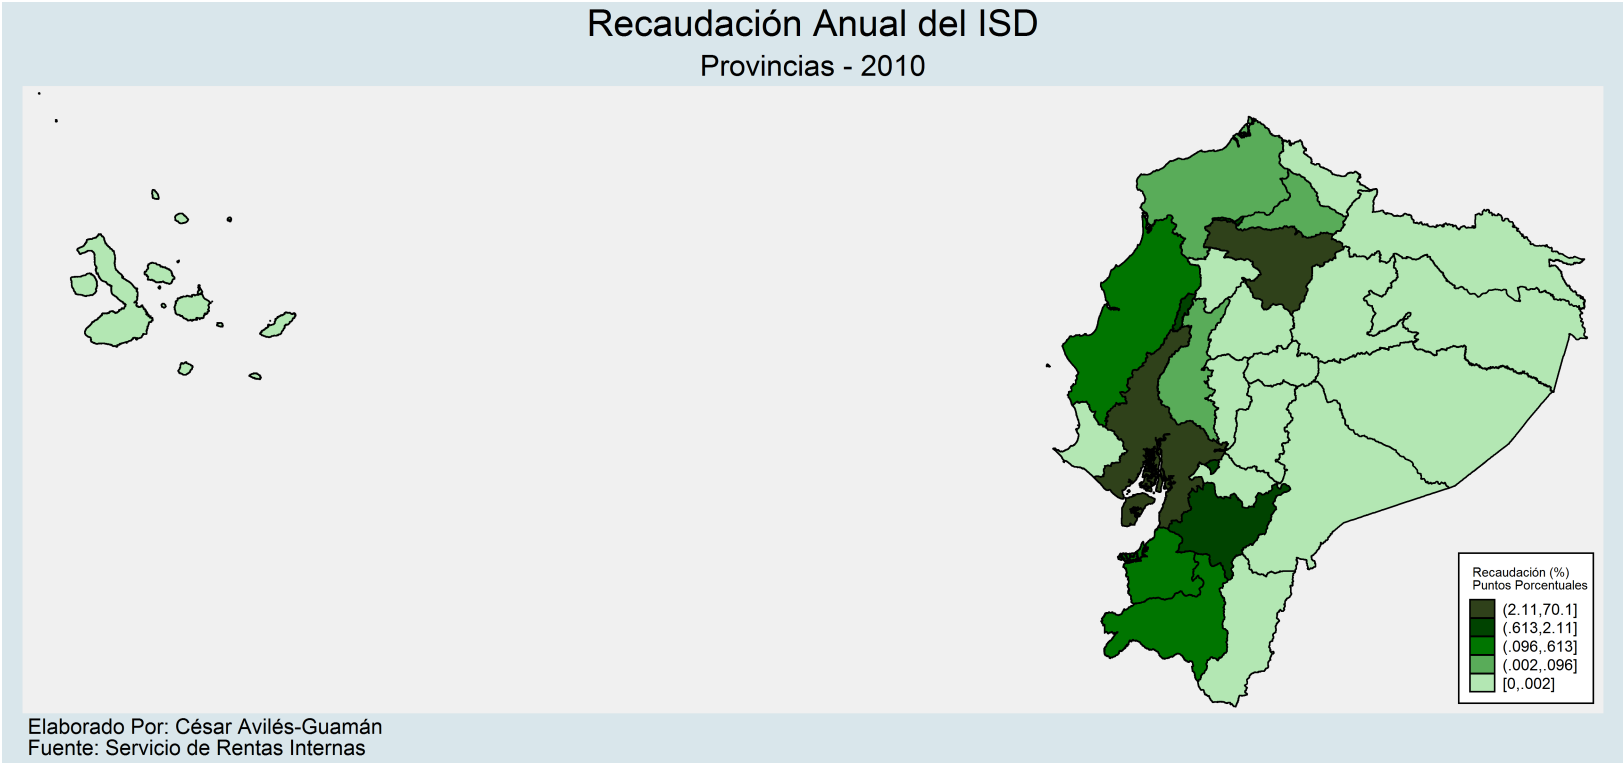 Recaudación Anual del ISD
Provincias - 2010
Recaudación (%)
Puntos Porcentuales
(2.11,70.1]
(.613,2.11]
(.096,.613]
(.002,.096]
[0,.002]
Elaborado Por: César Avilés-Guamán
Fuente: Servicio de Rentas Internas